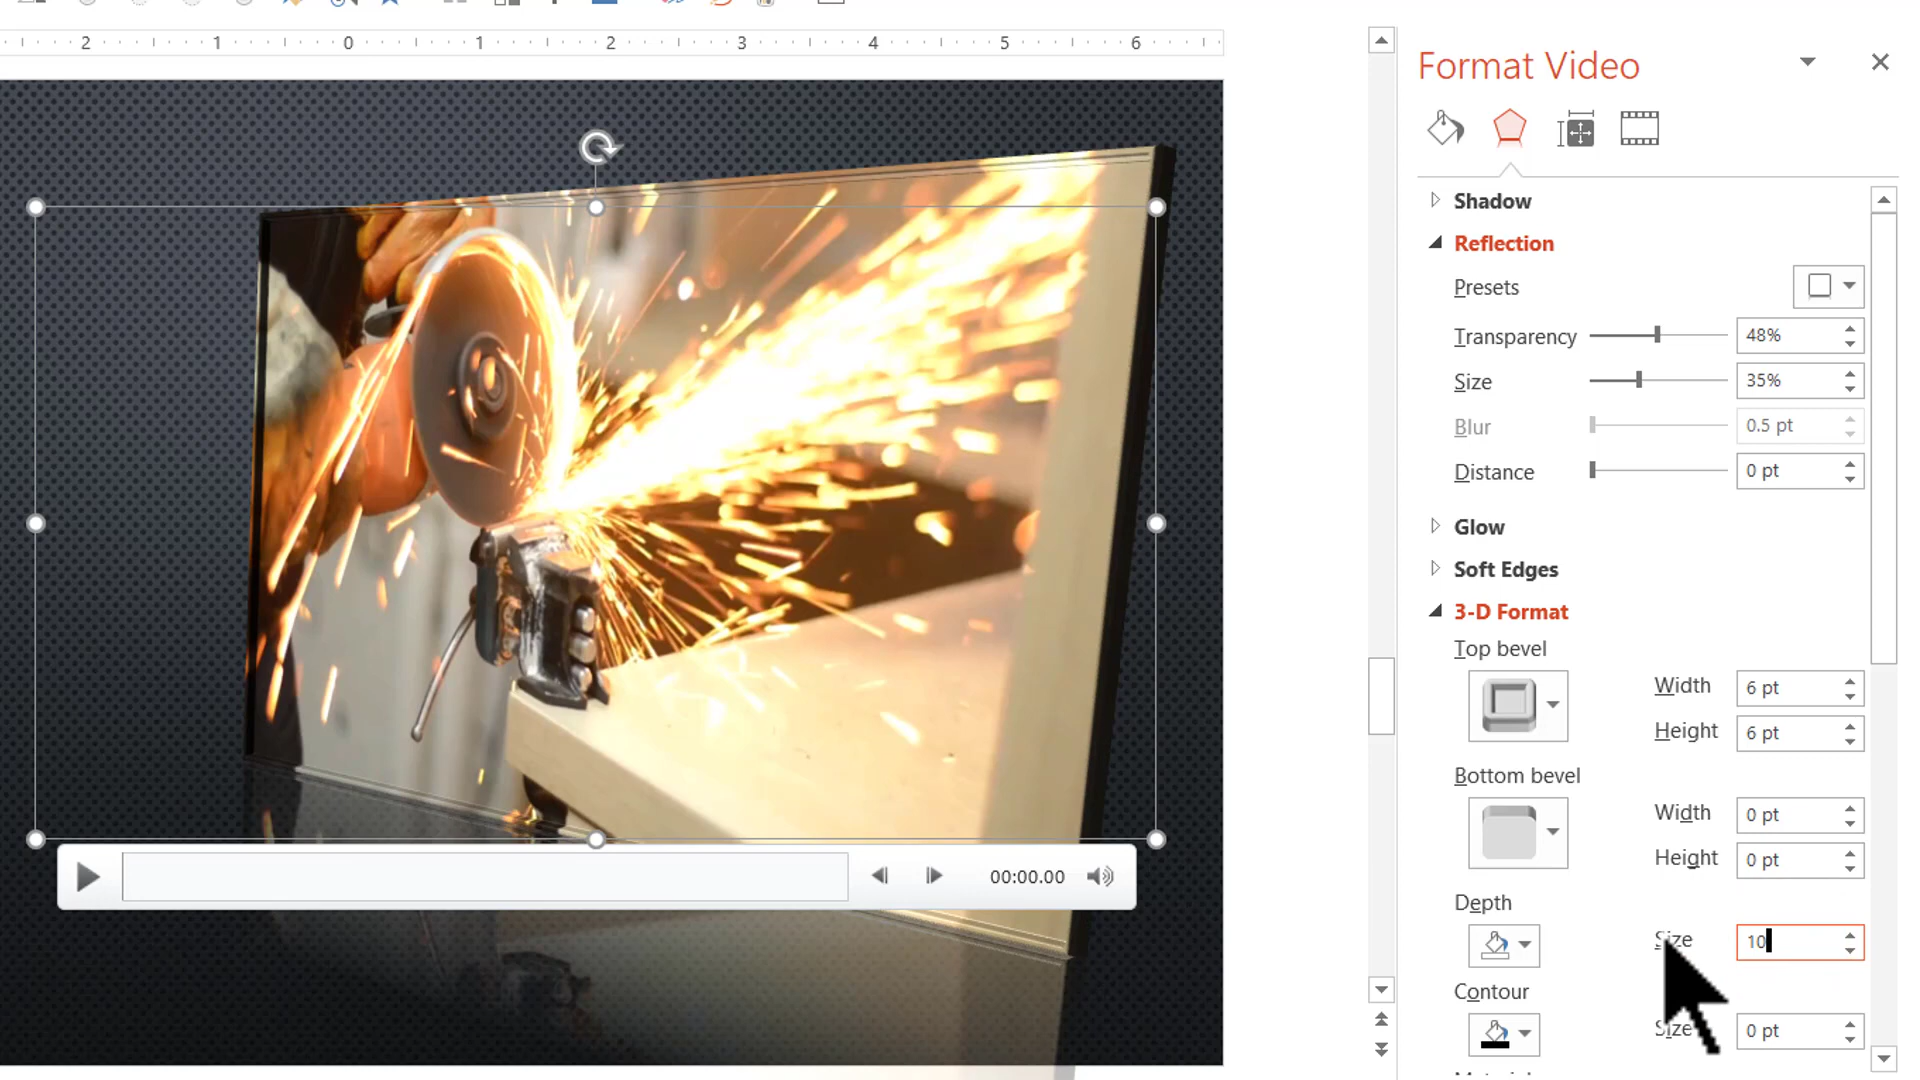 2 1 0 1 2 3 4 5 6
Format Video
Shadow
Reflection
Presets
Transparency 48%
Size 35%
Blur 0.5 pt
Distance 0 pt
Glow
Soft Edges
3-D Format
Top bevel
Width 6 pt
Height 6 pt
Bottom bevel
Width 0 pt
Height 0 pt
Depth
Size 10
Contour
Size 0 pt
00:00.00